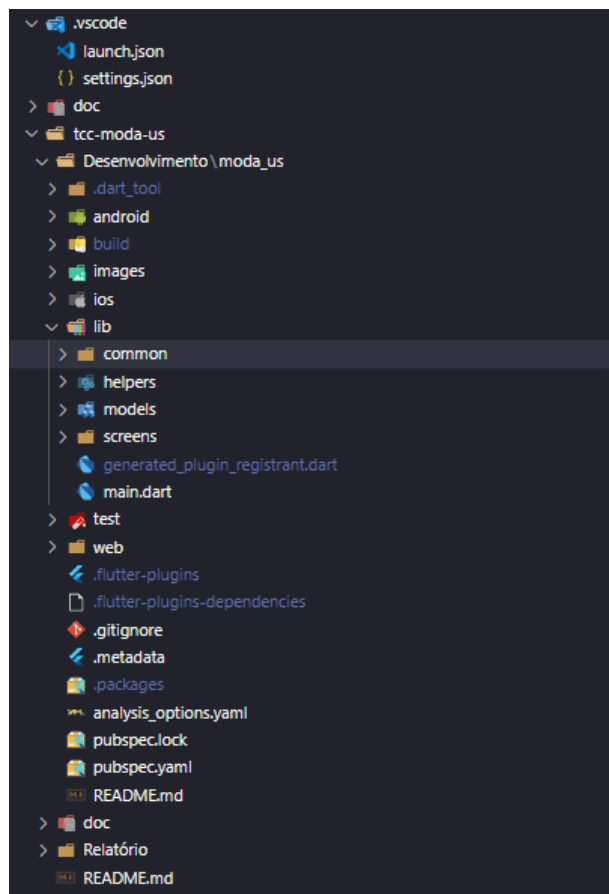 .vscode
launch.json
{ } settings.json
doc
tcc-moda-us
Desenvolvimento\moda_us
.dart_tool
android
build
images
ios
lib
common
helpers
models
screens
generated_plugin_registrant.dart
main.dart
test
web
.flutter-plugins
.flutter-plugins-dependencies
.gitignore
.metadata
.packages
analysis_options.yaml
pubspec.lock
pubspec.yaml
README.md
doc
Relatório
README.md